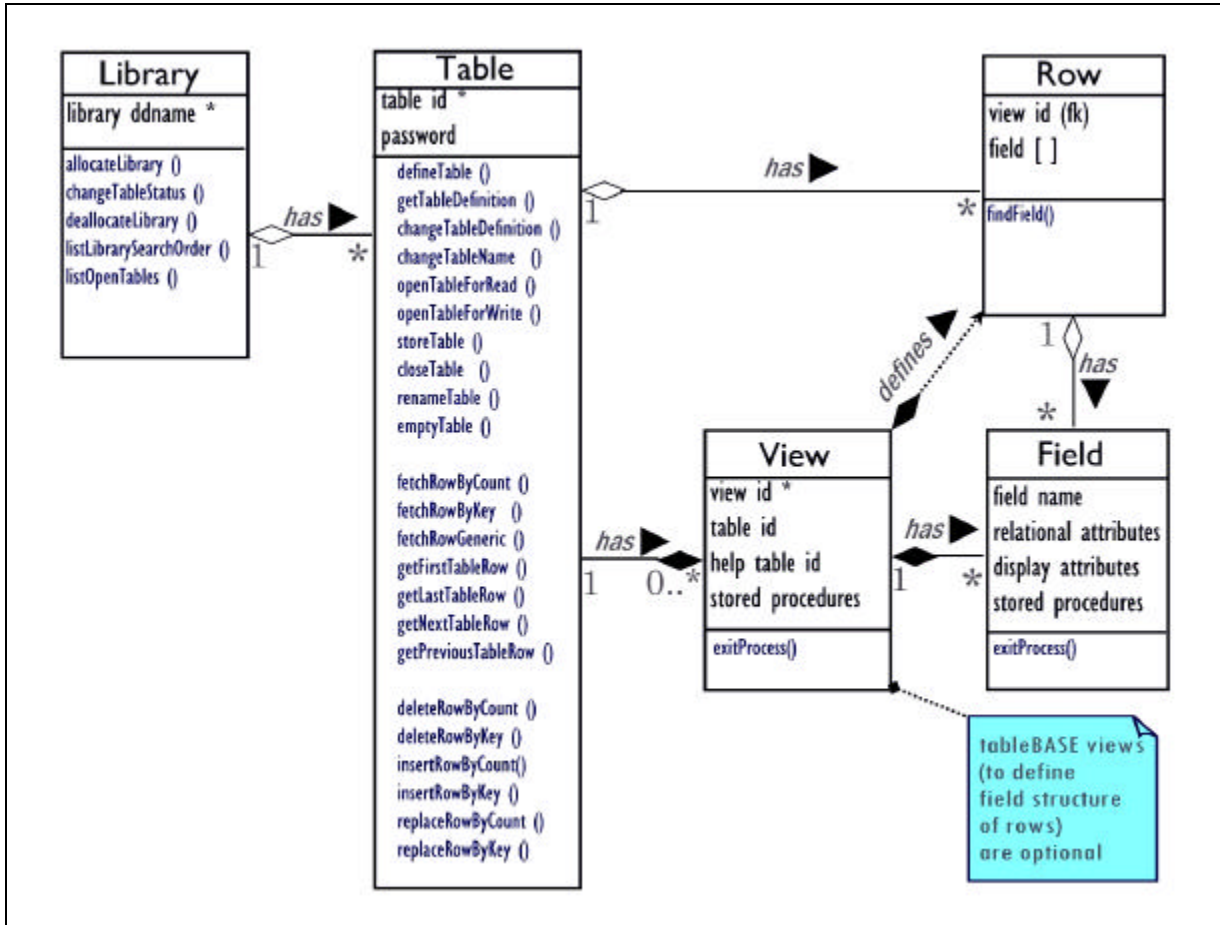 Library
library ddname *
allocateLibrary ()
changeTableStatus ()
deallocateLibrary ()
listLibrarySearchOrder ()
listOpenTables ()
has
1
*
Table
table id *
password
defineTable ()
getTableDefinition ()
changeTableDefinition ()
changeTableName ()
openTableForRead ()
openTableForWrite ()
storeTable ()
closeTable ()
renameTable ()
emptyTable ()
fetchRowByCount ()
fetchRowByKey ()
fetchRowGeneric ()
getFirstTableRow ()
getLastTableRow ()
getNextTableRow ()
getPreviousTableRow ()
deleteRowByCount ()
deleteRowByKey ()
insertRowByCount()
insertRowByKey ()
replaceRowByCount ()
replaceRowByKey ()
has
1
*
Row
view id (fk)
field [ ]
findField()
1
has
*
defines
has
1
0..*
View
view id *
table id
help table id
stored procedures
exitProcess()
has
1
*
Field
field name
relational attributes
display attributes
stored procedures
exitProcess()
tableBASE views
(to define
field structure
of rows)
are optional